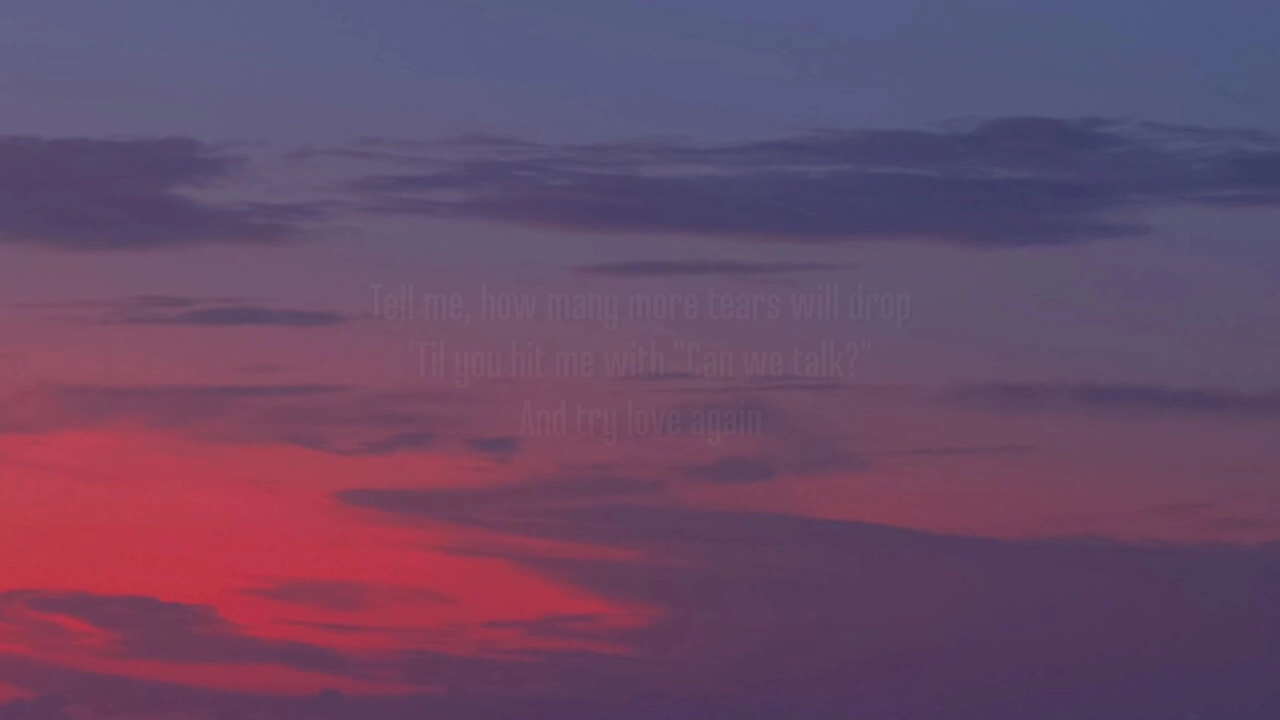 Tell me, how many more tears will drop
'Til you hit me with "Can we talk?"
And try love again